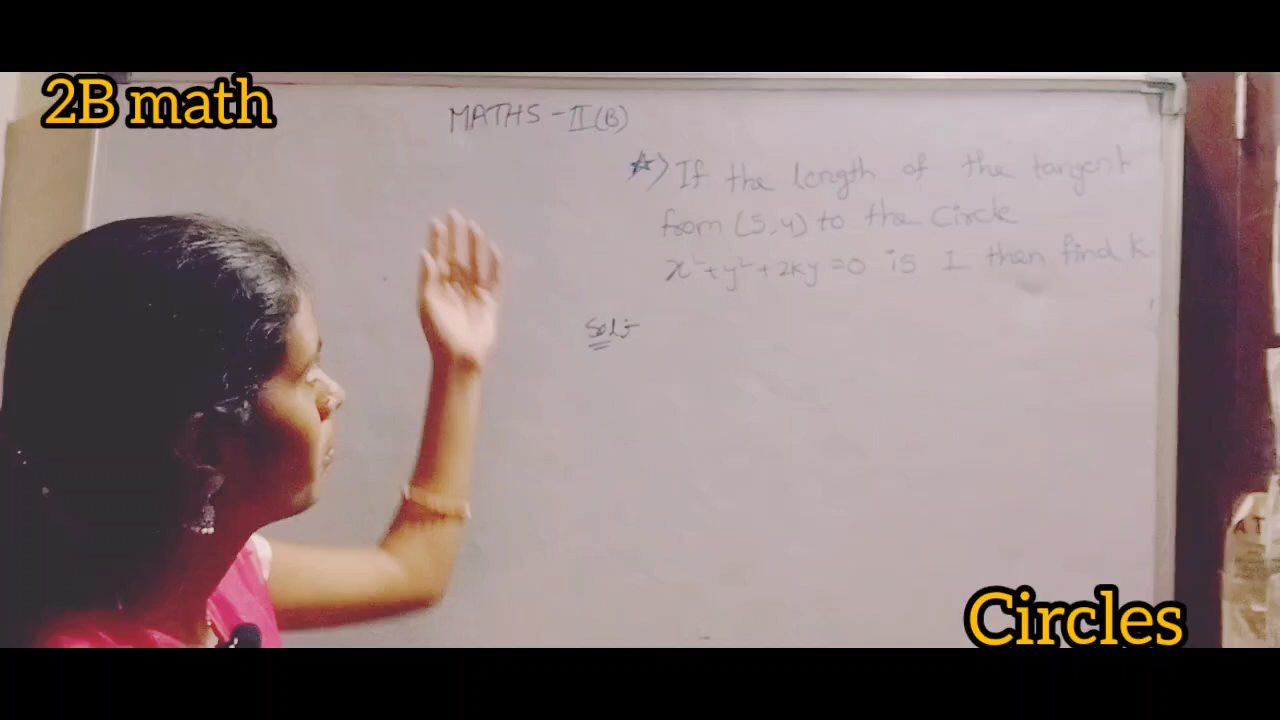 2B math
MATHS - II(B)
☆) If the length of the tangent
from (5,4) to the circle
x²+y²+2ky=0 is 1 then find k
Sol:-
AT
Circles